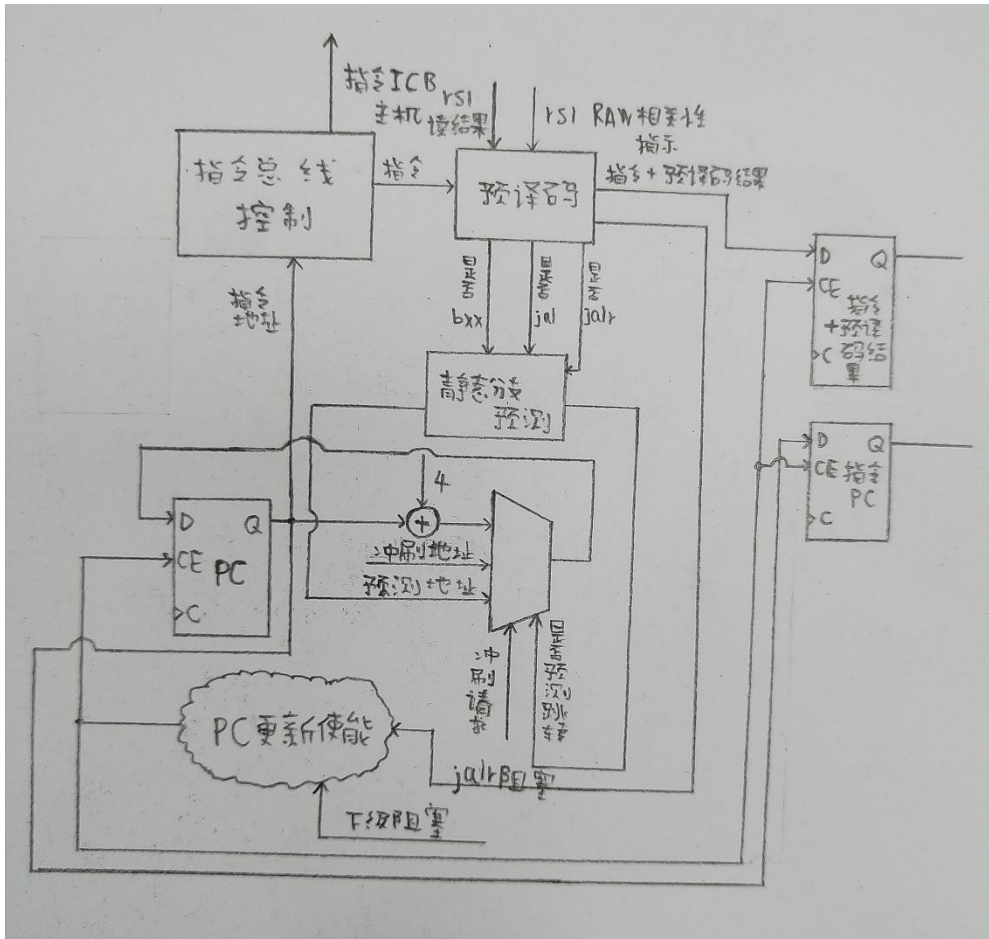 指令ICB
主机
rs1
读结果
rs1 RAW相关性
指示
指令总线
控制
指令
预译码
指令+预译码结果
指令
地址
是否
bxx
是否
jal
是否
jalr
D Q
CE
指令
+预译
码结
果
C
静态分支
预测
D Q
CE 指令
PC
C
4
+
D Q
CE PC
C
冲刷地址
预测地址
冲刷请求
是否预测跳转
PC更新使能
jalr阻塞
下级阻塞